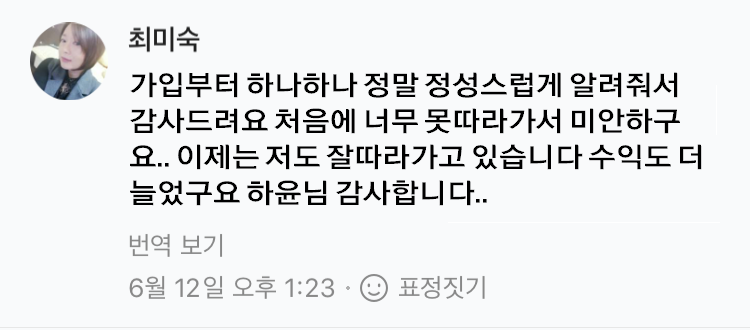 최미숙
가입부터 하나하나 정말 정성스럽게 알려줘서
감사드려요 처음에 너무 못따라가서 미안하구
요.. 이제는 저도 잘따라가고 있습니다 수익도 더
늘었구요 하윤님 감사합니다..
번역 보기
6월 12일 오후 1:23 · 표정짓기